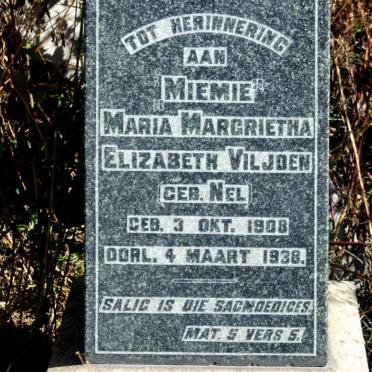 TOT HERINNERING
AAN
"MIEMIE"
MARIA MARGRIETHA
ELIZABETH VILJOEN
(GEB. NEL)
GEB. 3 OKT. 1908
OORL. 4 MAART 1938.
SALIG IS DIE SAGMOEDIGES
MAT. 5 VERS 5.